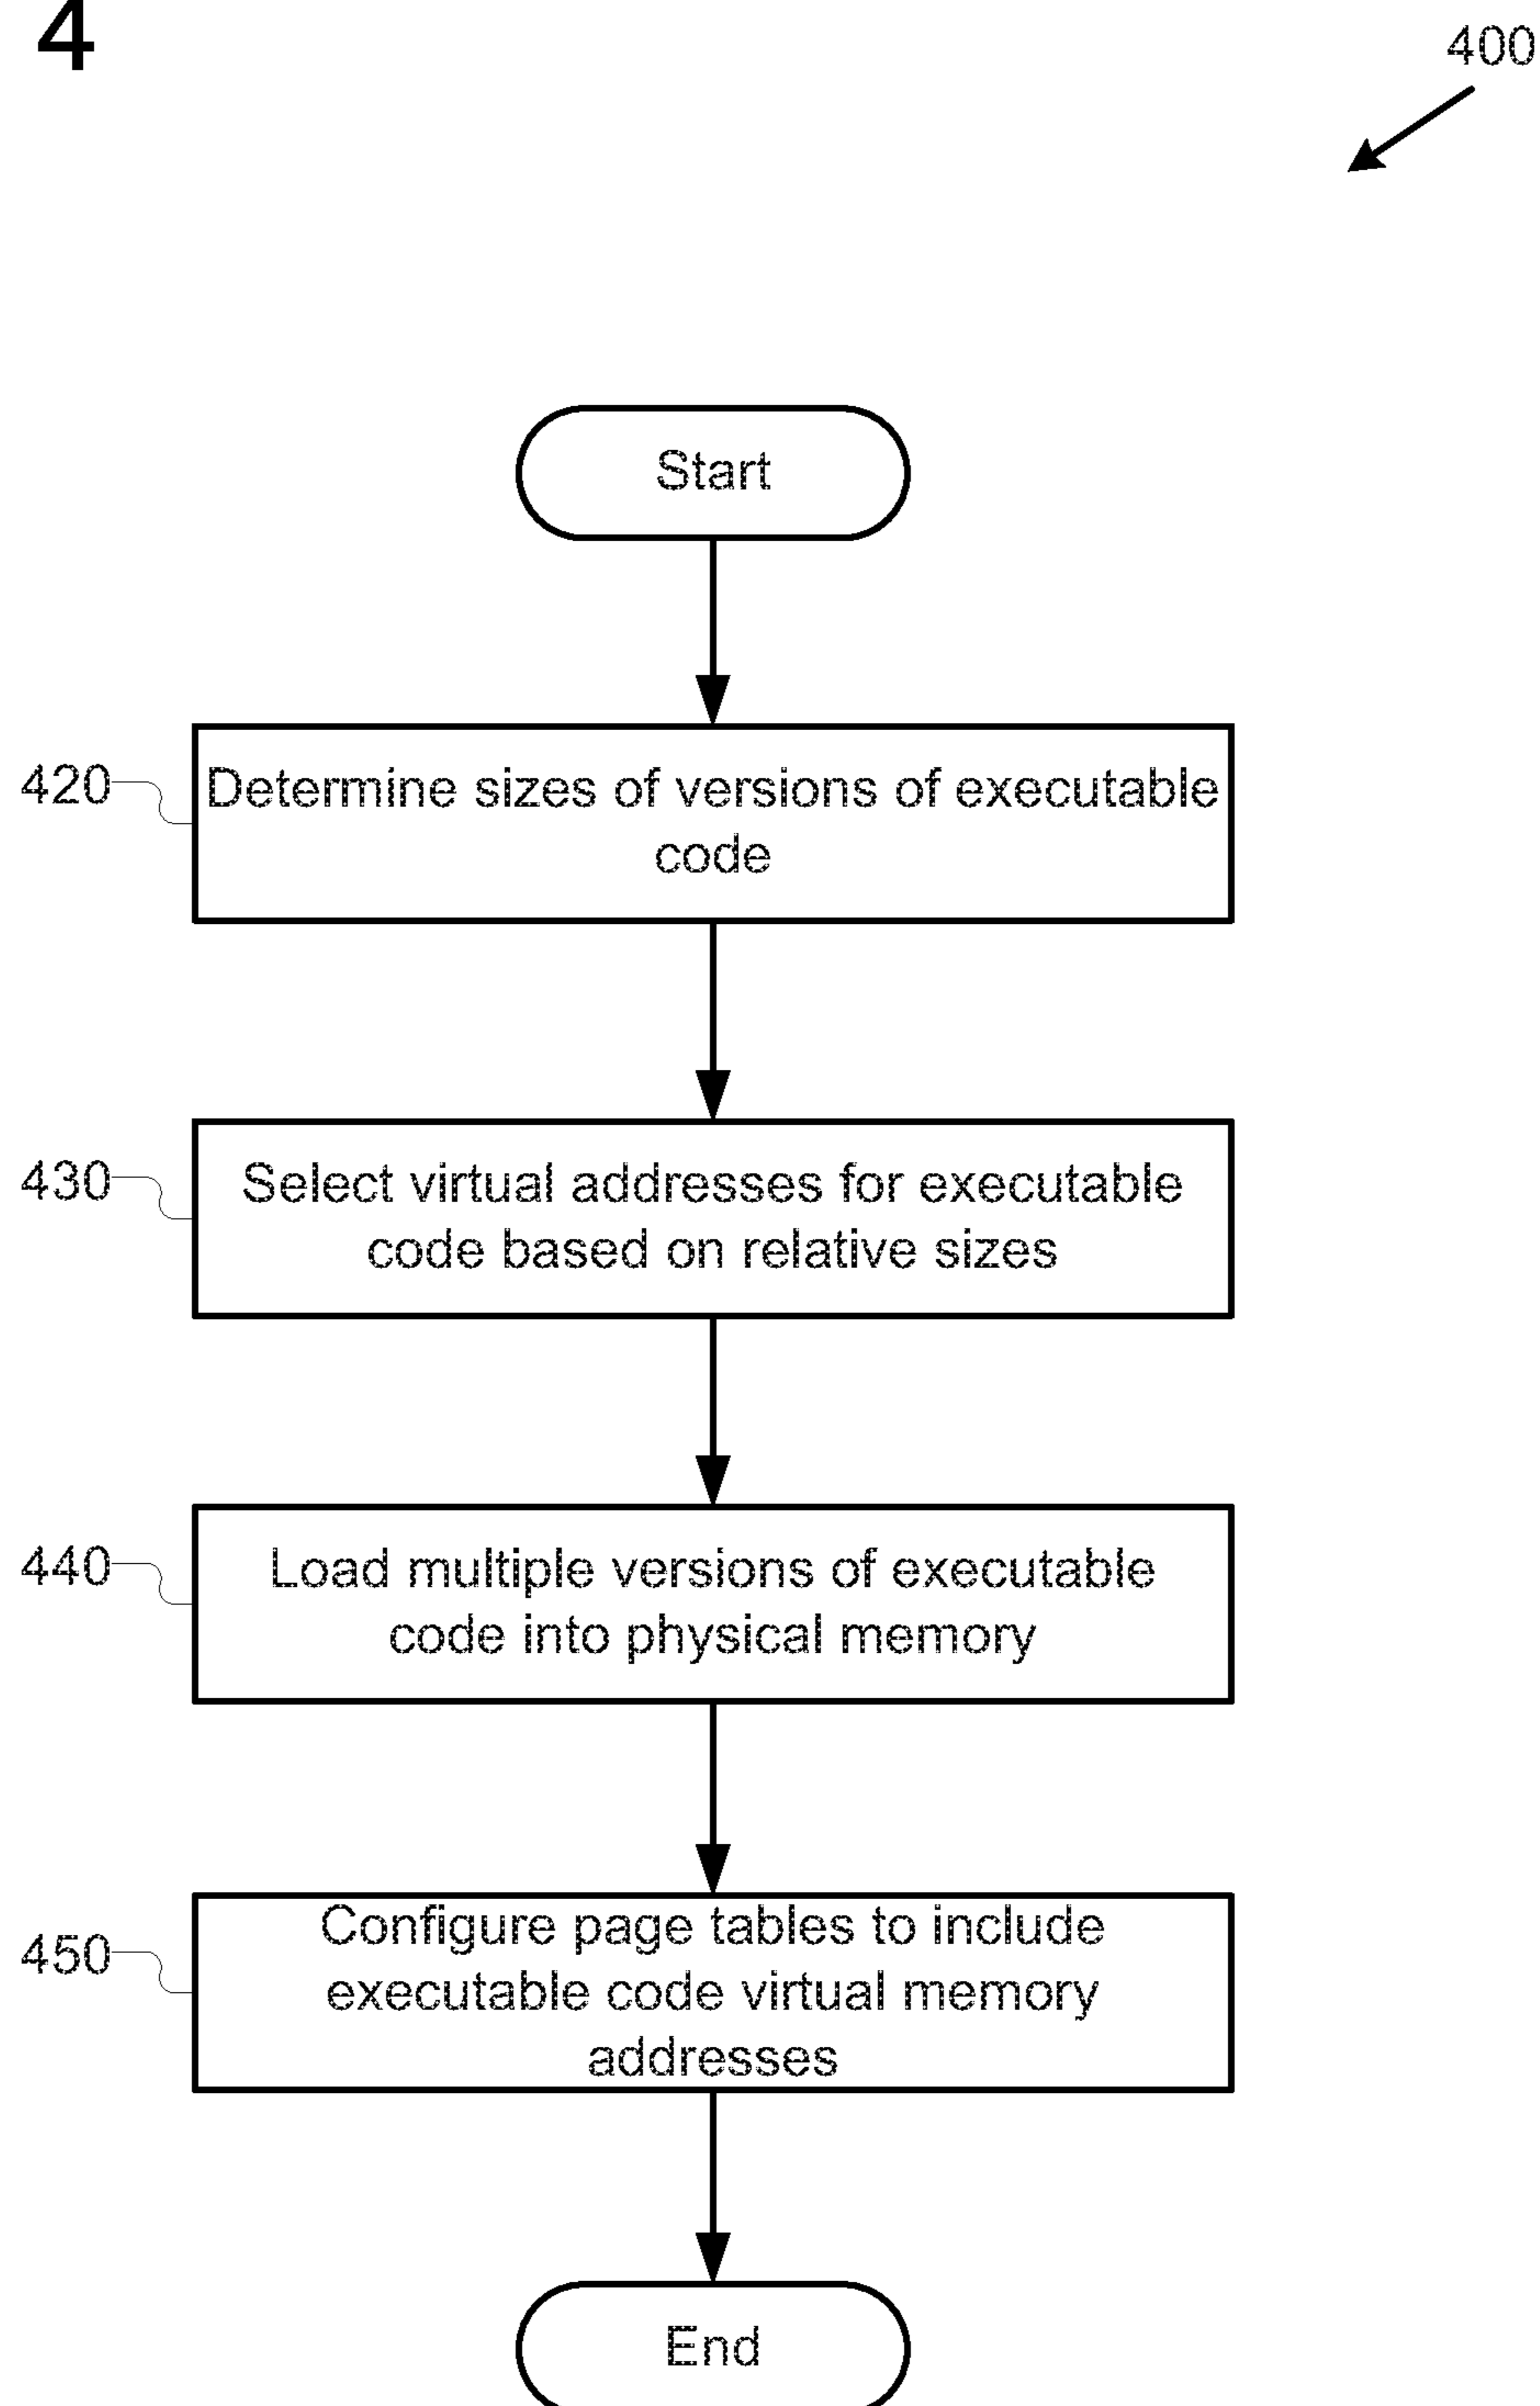 4
400
Start
420
Determine sizes of versions of executable
code
430
Select virtual addresses for executable
code based on relative sizes
440
Load multiple versions of executable
code into physical memory
450
Configure page tables to include
executable code virtual memory
addresses
End